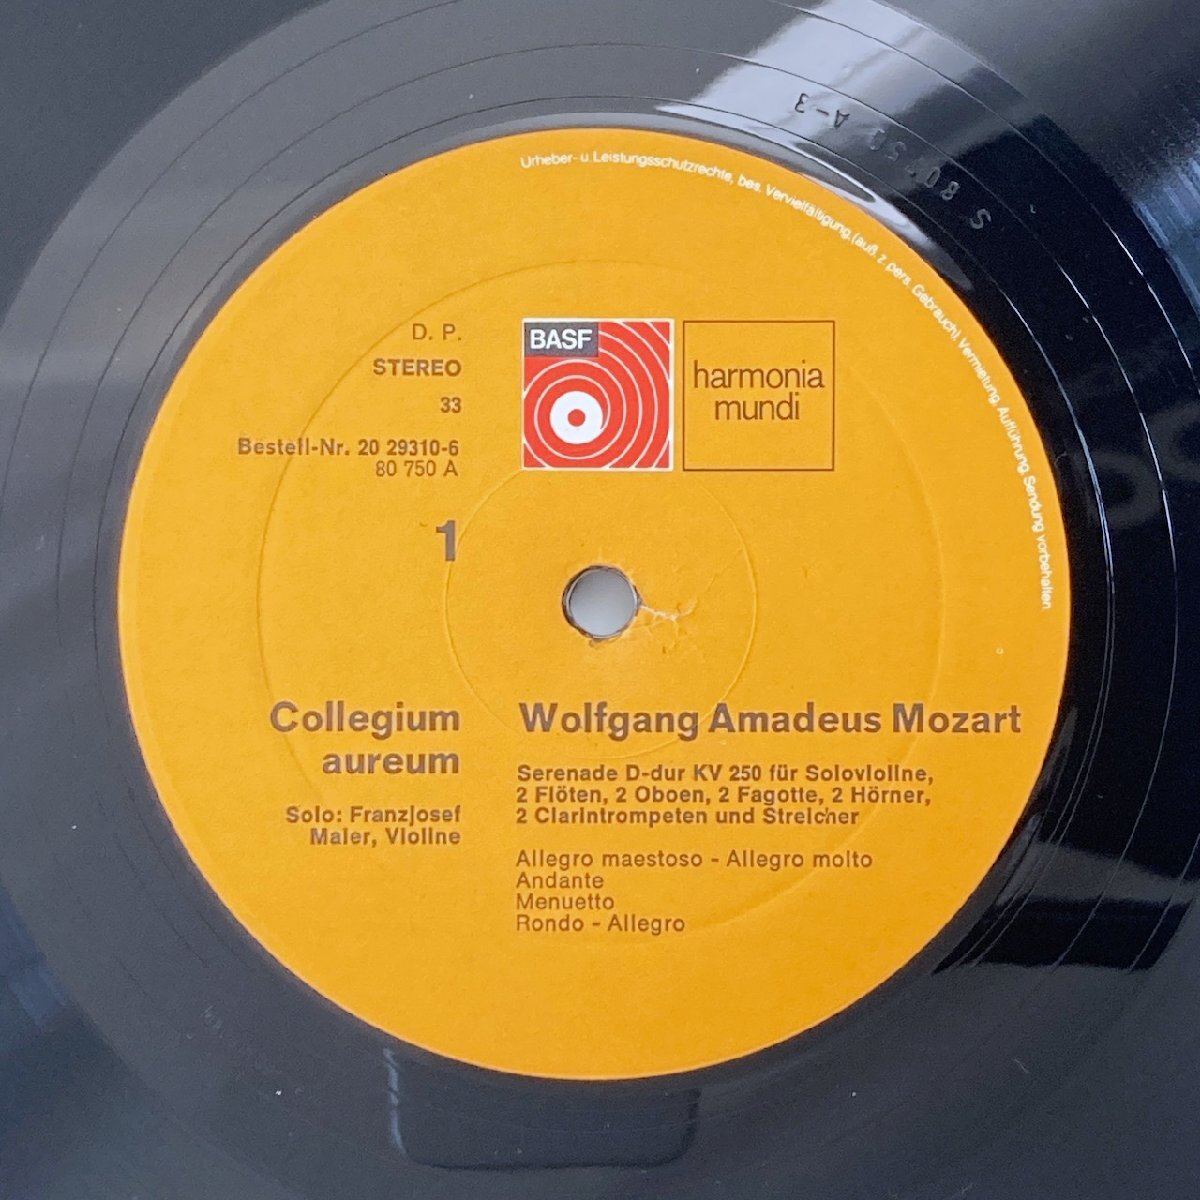 Urheber- u. Leistungsschutzrechte, bes. Vervielfältigung, (auß. z. pers. Gebrauch), Vermietung, Aufführung, Sendung vorbehalten
D. P.
STEREO
33
Bestell-Nr. 20 29310-6
80 750 A
1
BASF
harmonia
mundi
Collegium
aureum
Solo: Franzjosef
Maier, Violine
Wolfgang Amadeus Mozart
Serenade D-dur KV 250 für Solovioline,
2 Flöten, 2 Oboen, 2 Fagotte, 2 Hörner,
2 Clarintrompeten und Streicher
Allegro maestoso - Allegro molto
Andante
Menuetto
Rondo - Allegro
A-3